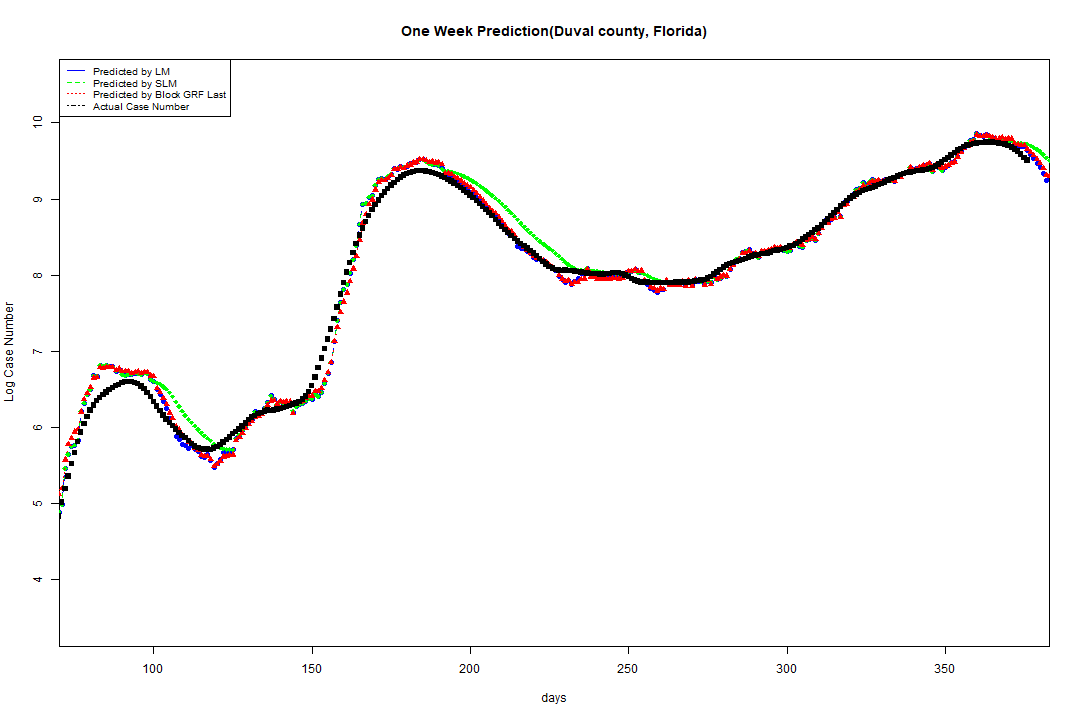 One Week Prediction(Duval county, Florida)
Predicted by LM
Predicted by SLM
Predicted by Block GRF Last
Actual Case Number
Log Case Number
10
9
8
7
6
5
4
100 150 200 250 300 350
days